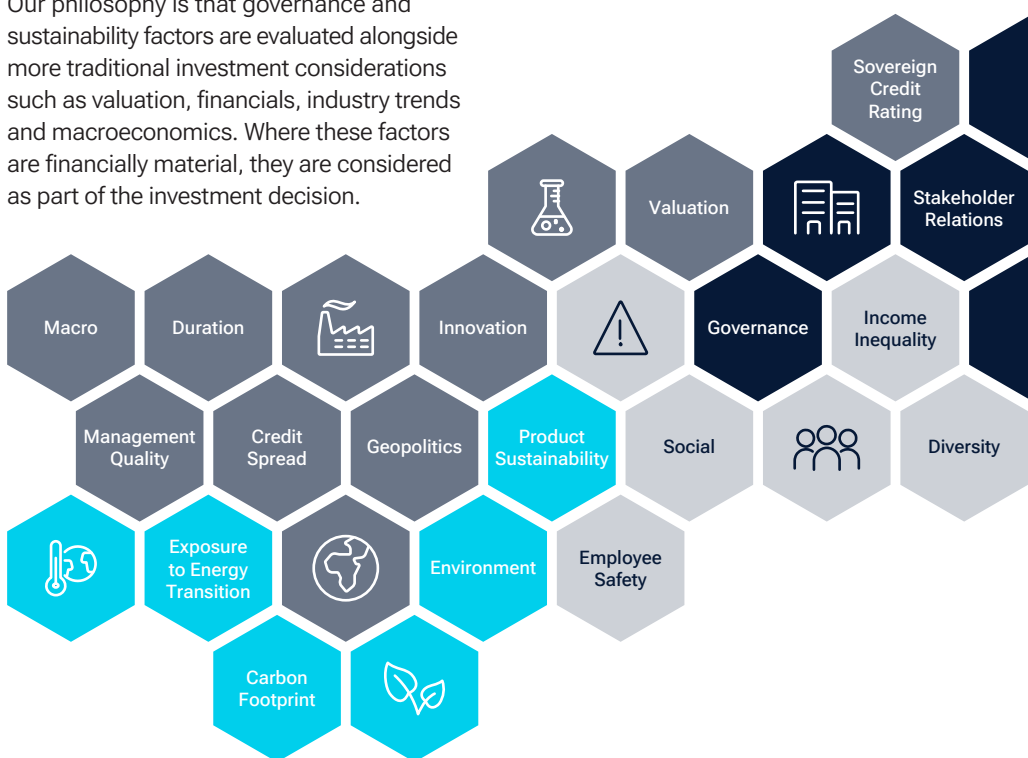 Our philosophy is that governance and
sustainability factors are evaluated alongside
more traditional investment considerations
such as valuation, financials, industry trends
and macroeconomics. Where these factors
are financially material, they are considered
as part of the investment decision.
Sovereign
Credit
Rating
Valuation
Stakeholder
Relations
Macro
Duration
Innovation
Governance
Income
Inequality
Management
Quality
Credit
Spread
Geopolitics
Product
Sustainability
Social
Diversity
Exposure
to Energy
Transition
Environment
Employee
Safety
Carbon
Footprint